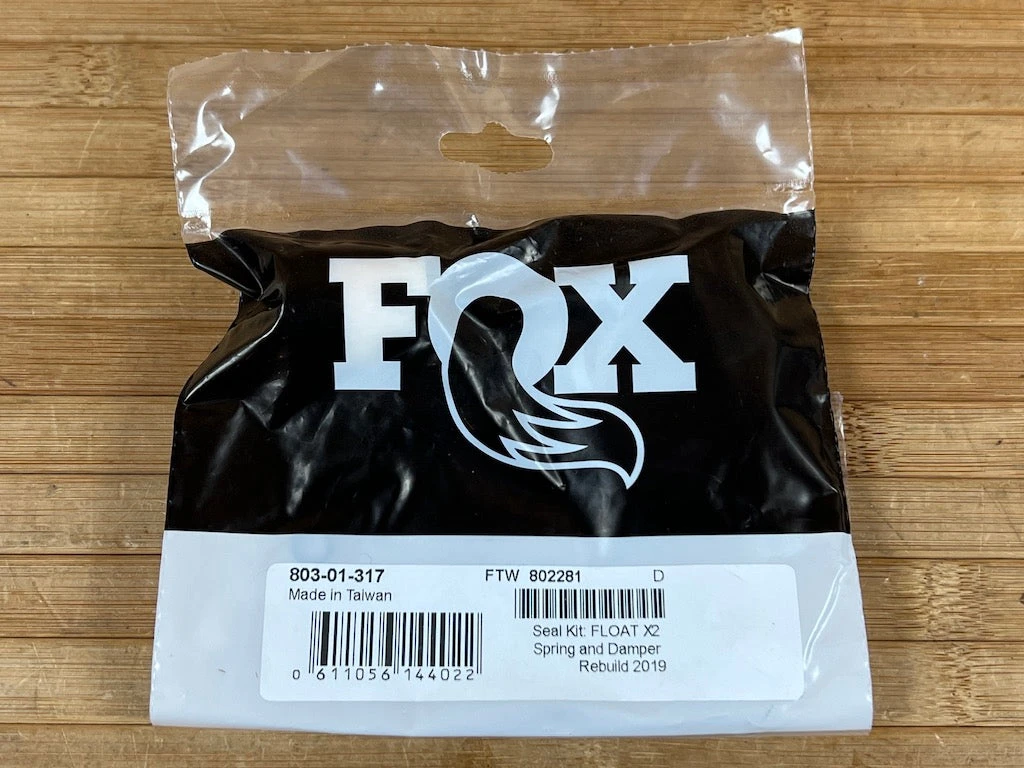 FOX
803-01-317
FTW 802281 D
Made in Taiwan
Seal Kit: FLOAT X2
Spring and Damper
Rebuild 2019
0 611056 144022